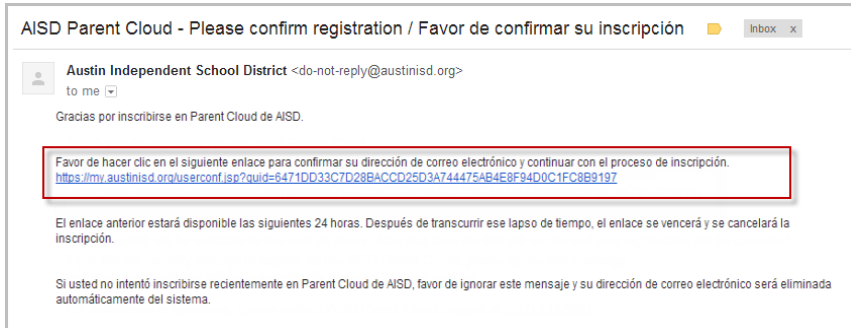 AISD Parent Cloud - Please confirm registration / Favor de confirmar su inscripción Inbox x
Austin Independent School District <do-not-reply@austinisd.org>
to me
Gracias por inscribirse en Parent Cloud de AISD.
Favor de hacer clic en el siguiente enlace para confirmar su dirección de correo electrónico y continuar con el proceso de inscripción.
https://my.austinisd.org/userconf.jsp?guid=6471DD33C7D28BACCD25D3A744475AB4E8F94D0C1FC8B9197
El enlace anterior estará disponible las siguientes 24 horas. Después de transcurrir ese lapso de tiempo, el enlace se vencerá y se cancelará la
inscripción.
Si usted no intentó inscribirse recientemente en Parent Cloud de AISD, favor de ignorar este mensaje y su dirección de correo electrónico será eliminada
automáticamente del sistema.